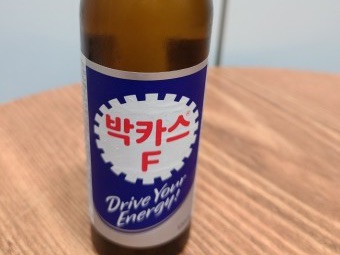 박카스
F
Drive Your
Energy!